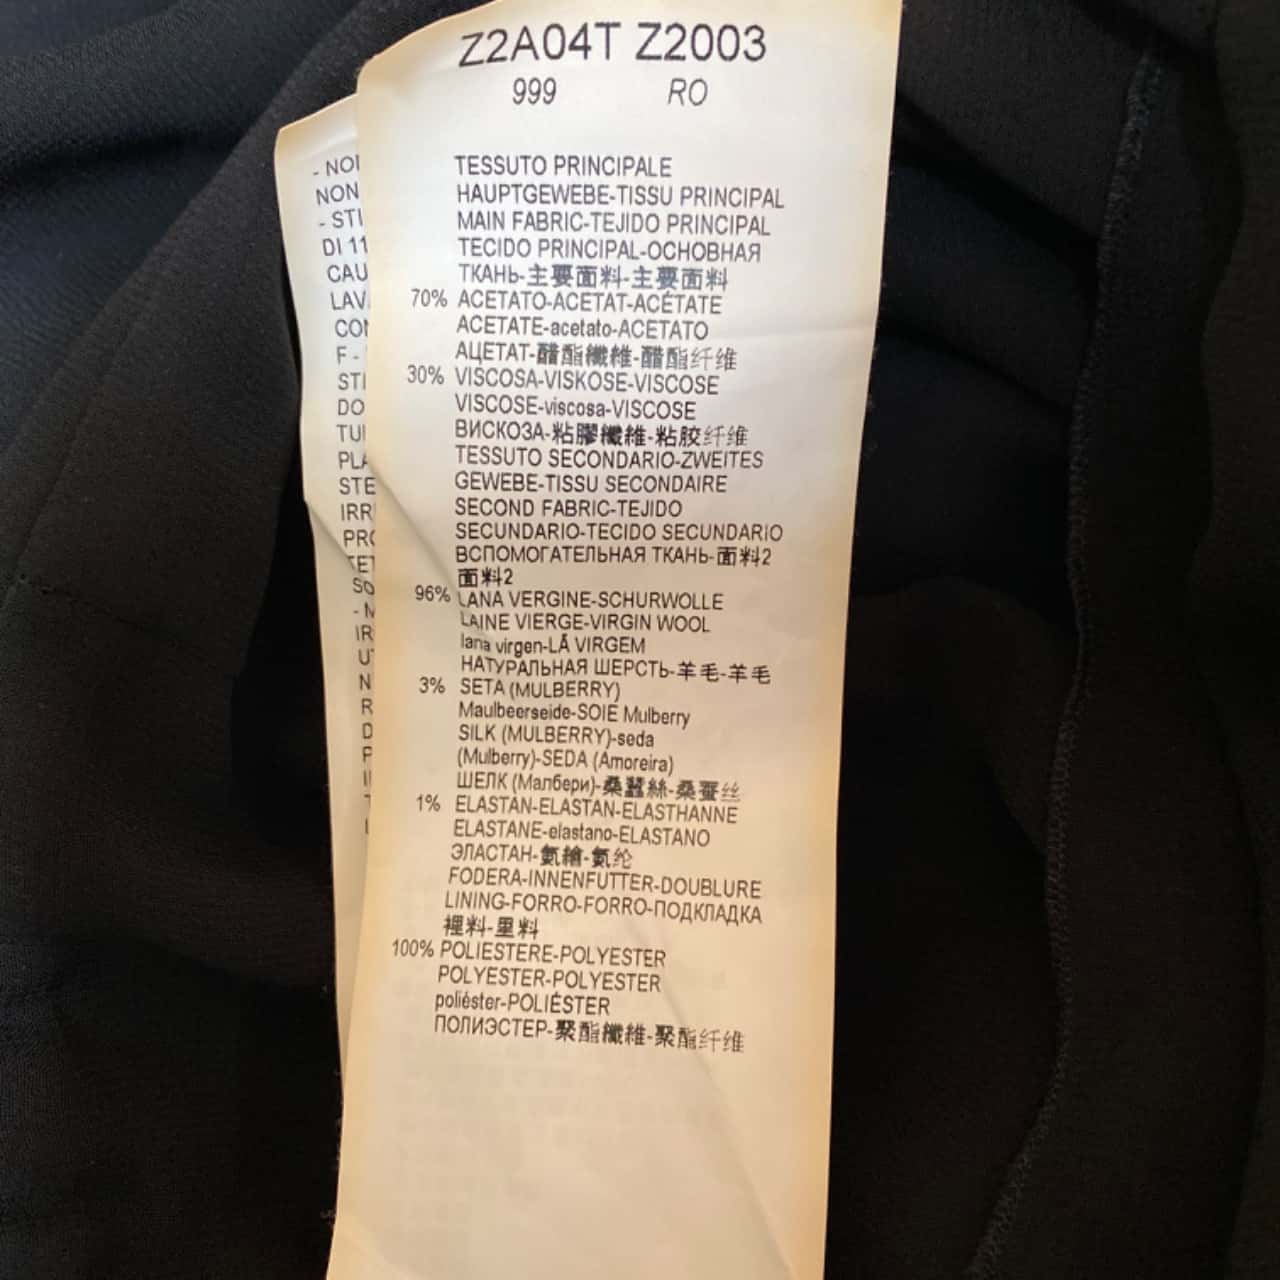 Z2A04T Z2003
999 RO
TESSUTO PRINCIPALE
HAUPTGEWEBE-TISSU PRINCIPAL
MAIN FABRIC-TEJIDO PRINCIPAL
TECIDO PRINCIPAL-ОСНОВНАЯ
ТКАНЬ-主要面料-主要面料
70% ACETATO-ACETAT-ACÉTATE
ACETATE-acetato-ACETATO
АЦЕТАТ-醋酯纖維-醋酯纤维
30% VISCOSA-VISKOSE-VISCOSE
VISCOSE-viscosa-VISCOSE
ВИСКОЗА-粘膠纖維-粘胶纤维
TESSUTO SECONDARIO-ZWEITES
GEWEBE-TISSU SECONDAIRE
SECOND FABRIC-TEJIDO
SECUNDARIO-TECIDO SECUNDARIO
ВСПОМОГАТЕЛЬНАЯ ТКАНЬ-面料2
面料2
96% LANA VERGINE-SCHURWOLLE
LAINE VIERGE-VIRGIN WOOL
lana virgen-LÃ VIRGEM
НАТУРАЛЬНАЯ ШЕРСТЬ-羊毛-羊毛
3% SETA (MULBERRY)
Maulbeerseide-SOIE Mulberry
SILK (MULBERRY)-seda
(Mulberry)-SEDA (Amoreira)
ШЕЛК (Малбери)-桑蠶絲-桑蚕丝
1% ELASTAN-ELASTAN-ELASTHANNE
ELASTANE-elastano-ELASTANO
ЭЛАСТАН-氨綸-氨纶
FODERA-INNENFUTTER-DOUBLURE
LINING-FORRO-FORRO-ПОДКЛАДКА
裡料-里料
100% POLIESTERE-POLYESTER
POLYESTER-POLYESTER
poliéster-POLIÉSTER
ПОЛИЭСТЕР-聚酯纖維-聚酯纤维
NON
DI 11